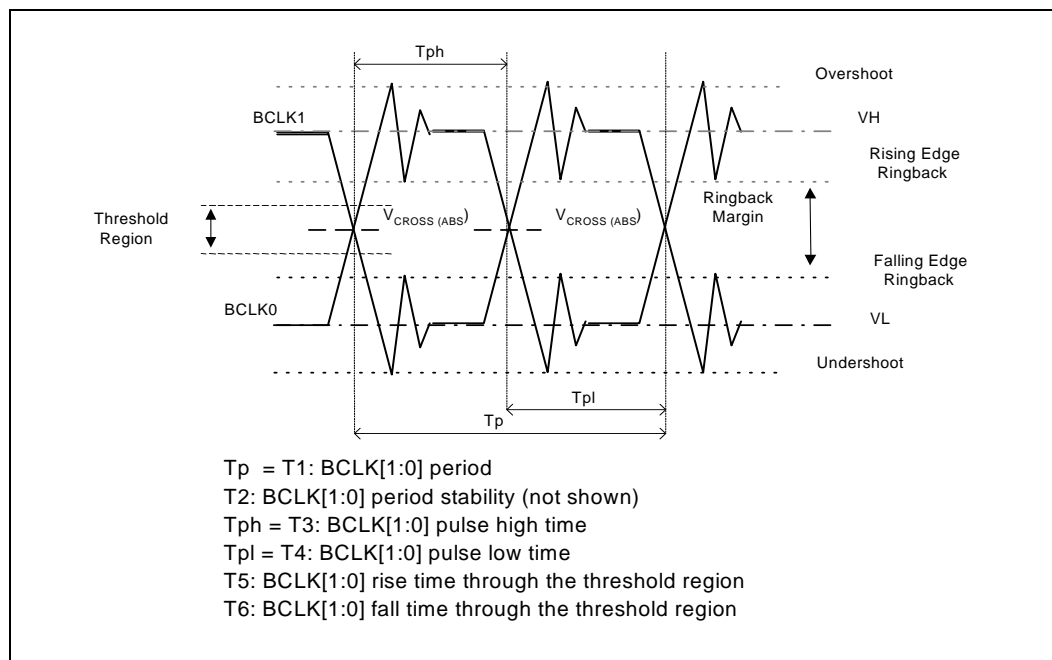 Tph
Overshoot
BCLK1
VH
Rising Edge
Ringback
Threshold
Region
VCROSS (ABS)
VCROSS (ABS)
Ringback
Margin
Falling Edge
Ringback
BCLK0
VL
Undershoot
Tpl
Tp
Tp = T1: BCLK[1:0] period
T2: BCLK[1:0] period stability (not shown)
Tph = T3: BCLK[1:0] pulse high time
Tpl = T4: BCLK[1:0] pulse low time
T5: BCLK[1:0] rise time through the threshold region
T6: BCLK[1:0] fall time through the threshold region